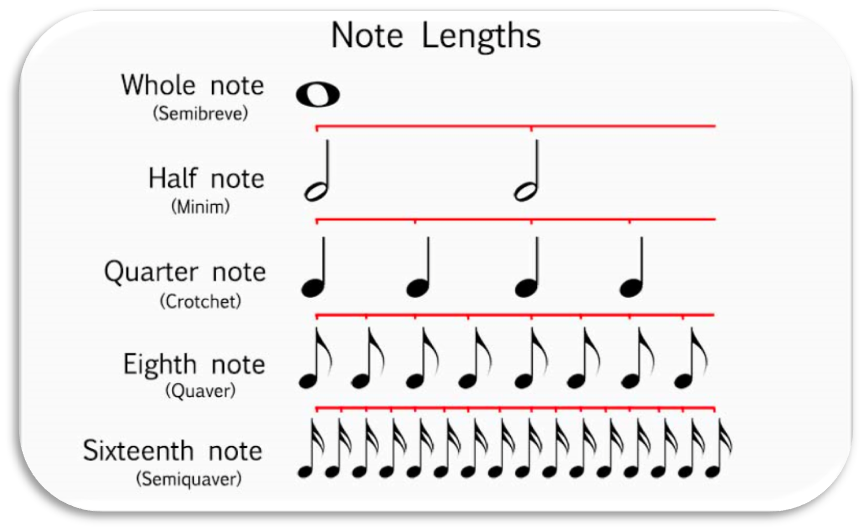 Note Lengths
Whole note
(Semibreve)
Half note
(Minim)
Quarter note
(Crotchet)
Eighth note
(Quaver)
Sixteenth note
(Semiquaver)